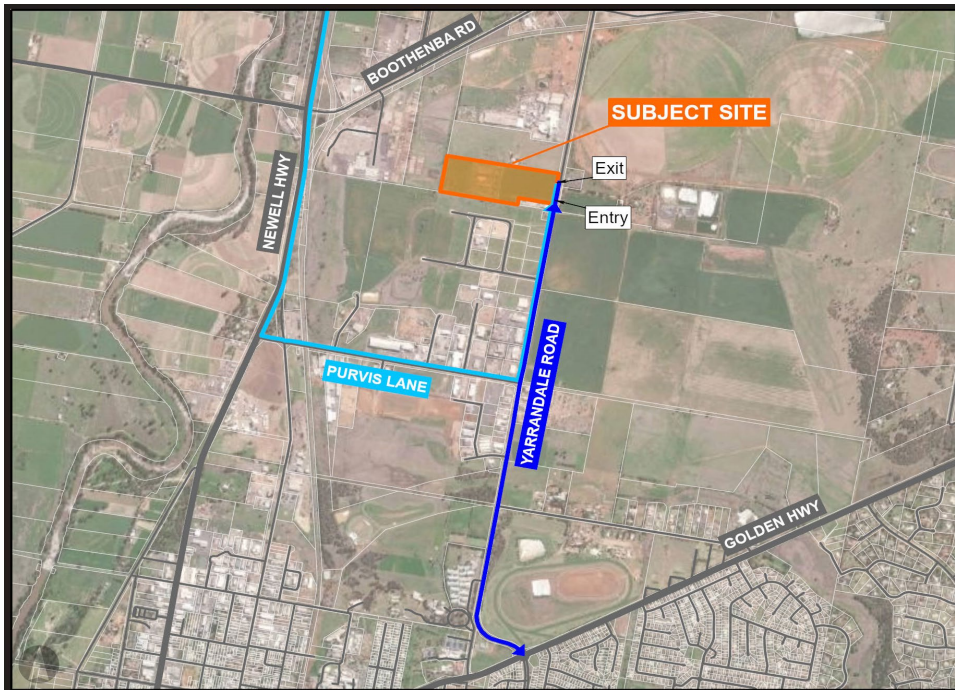 BOOTHENBA RD
SUBJECT SITE
Exit
NEWELL HWY
Entry
PURVIS LANE
YARRANDALE ROAD
GOLDEN HWY